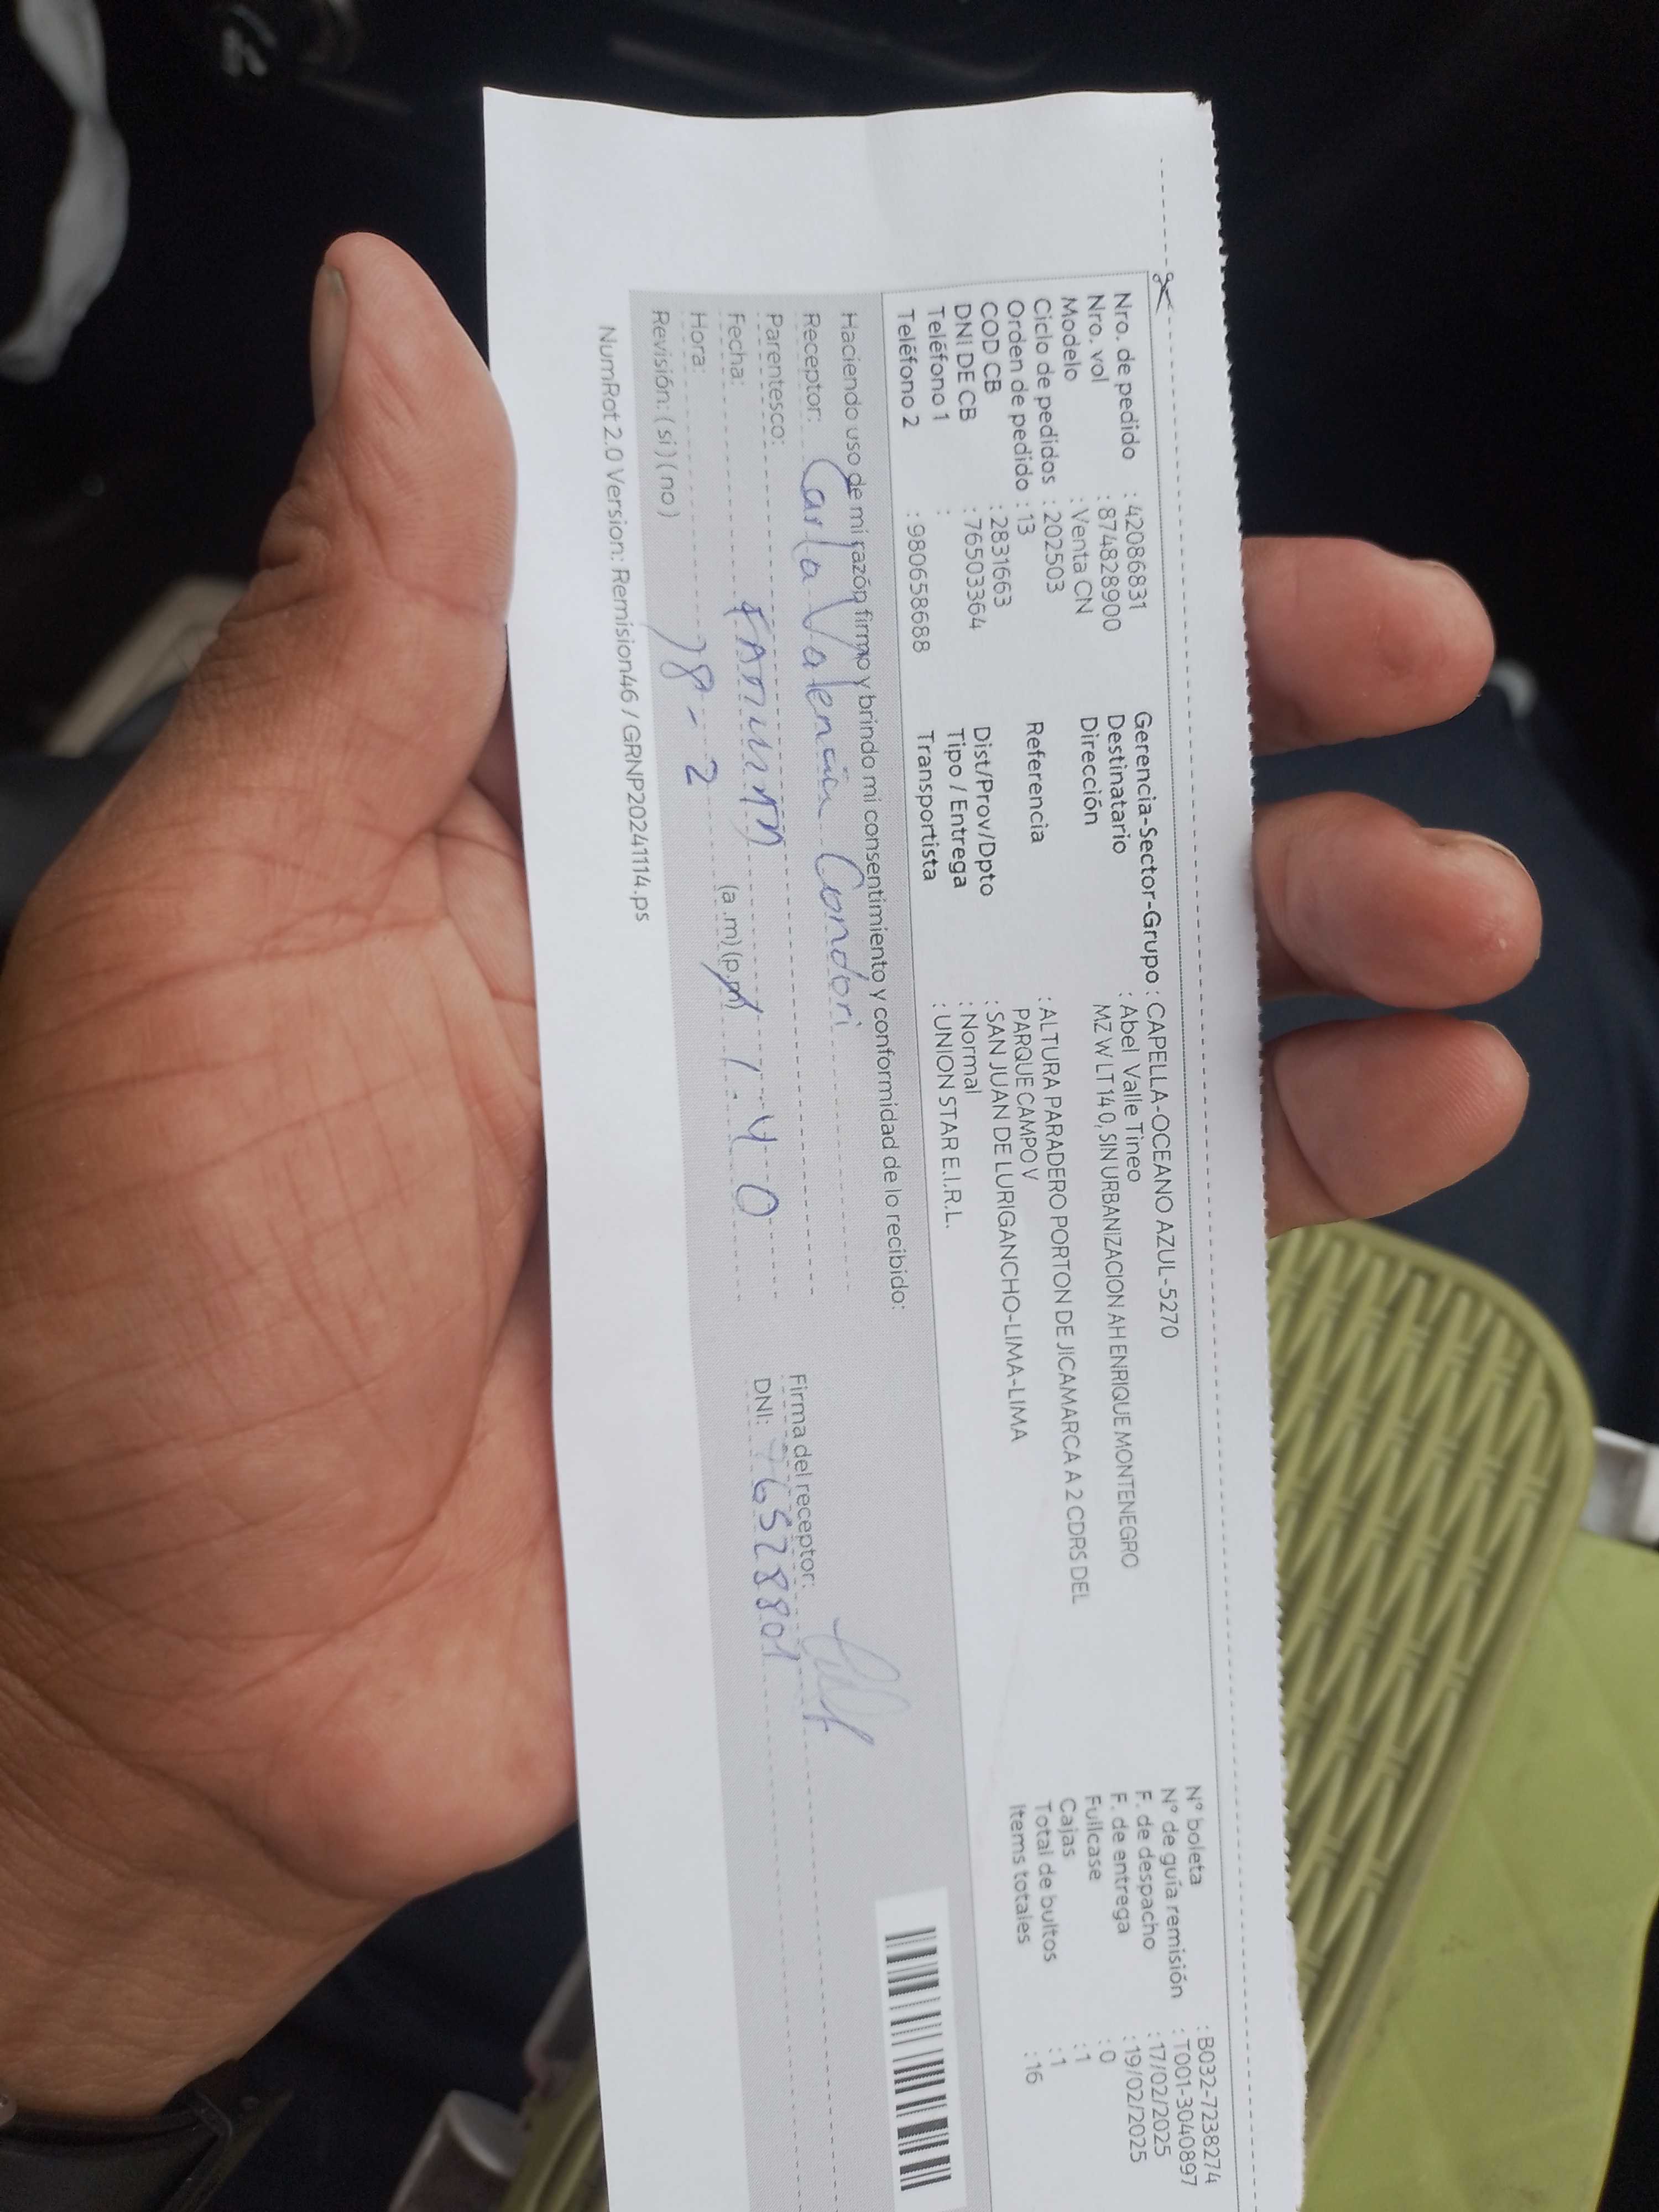 Nro. de pedido : 42086831 Gerencia-Sector-Grupo : CAPELLA-OCEANO AZUL-5270 N° boleta : B032-7238274
Nro. vol : 874828900 Destinatario : Abel Valle Tineo N° de guía remisión : T001-3040897
Modelo : Venta CN Dirección MZ W LT 14 0, SIN URBANIZACION AH ENRIQUE MONTENEGRO F. de despacho : 17/02/2025
Ciclo de pedidos : 202503 F. de entrega : 19/02/2025
Orden de pedido : 13 Referencia : ALTURA PARADERO PORTON DE JICAMARCA A 2 CDRS DEL Fullcase : 0
COD CB : 2831663 PARQUE CAMPO V Cajas : 1
DNI DE CB : 76503364 Dist/Prov/Dpto : SAN JUAN DE LURIGANCHO-LIMA-LIMA Total de bultos : 1
Teléfono 1 : Tipo / Entrega : Normal Items totales : 16
Teléfono 2 : 980658688 Transportista : UNION STAR E.I.R.L.
Haciendo uso de mi razón firmo y brindo mi consentimiento y conformidad de lo recibido:
Receptor: Carla Valencia Condori Firma del receptor:
Parentesco: DNI: 76528801
Fecha: 18-2
Hora: (a.m)(p.m) 1 40
Revisión: (si)(no)
NumRot 2.0 Version: Remision46 / GRNP20241114.ps